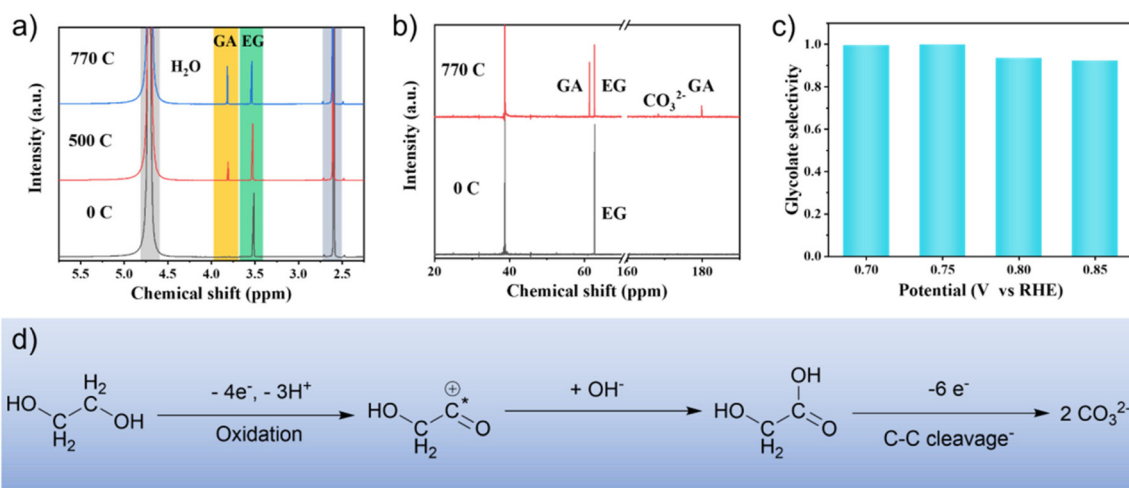 a)
GA EG
770 C
H₂O
500 C
0 C
Intensity (a.u.)
5.5 5.0 4.5 4.0 3.5 3.0 2.5
Chemical shift (ppm)
b)
770 C
GA EG CO₃²⁻ GA
0 C
EG
Intensity (a.u.)
20 40 60 160 180
Chemical shift (ppm)
c)
Glycolate selectivity
1.0
0.8
0.6
0.4
0.2
0.0
0.70 0.75 0.80 0.85
Potential (V vs RHE)
d)
HO C H₂ H₂ C OH
- 4e⁻, - 3H⁺
Oxidation
HO C H₂ ⊕ C * O
+ OH⁻
HO C H₂ OH C O
-6 e⁻
C-C cleavage⁻
2 CO₃²⁻